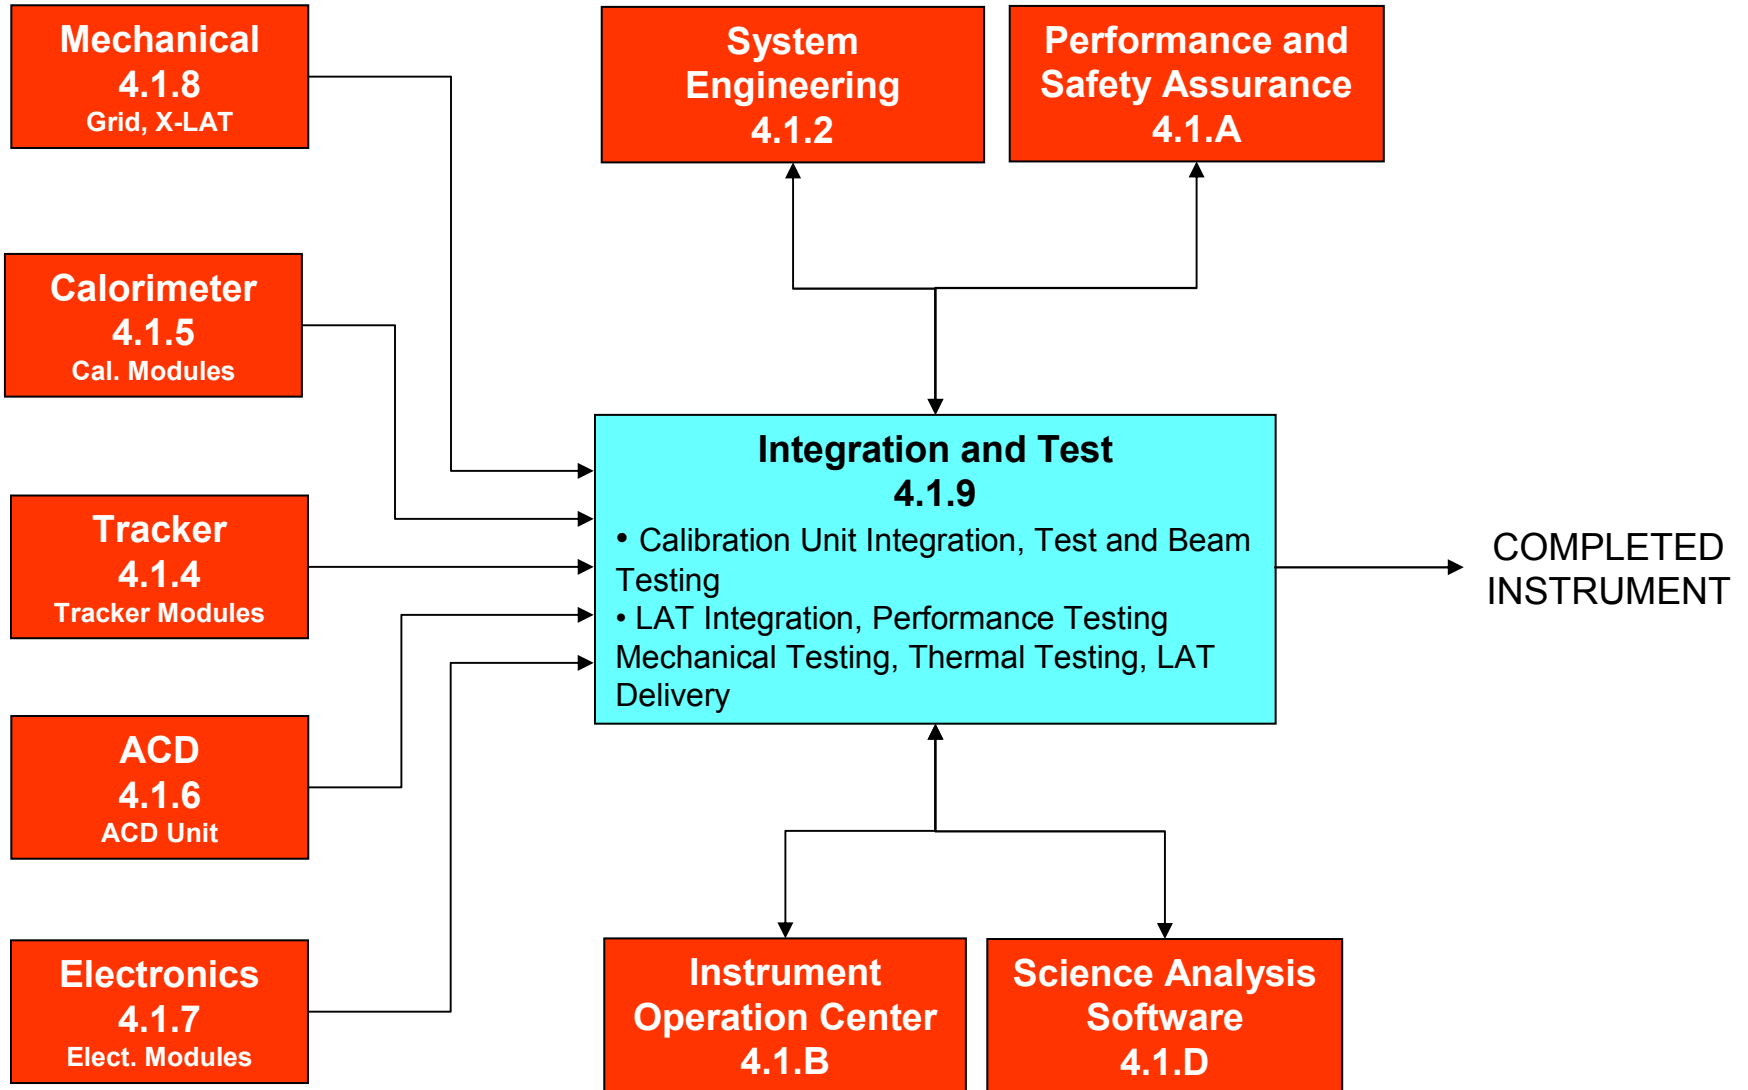 Mechanical
4.1.8
Grid, X-LAT
System
Engineering
4.1.2
Performance and
Safety Assurance
4.1.A
Calorimeter
4.1.5
Cal. Modules
Tracker
4.1.4
Tracker Modules
ACD
4.1.6
ACD Unit
Electronics
4.1.7
Elect. Modules
Integration and Test
4.1.9
• Calibration Unit Integration, Test and Beam
Testing
• LAT Integration, Performance Testing
Mechanical Testing, Thermal Testing, LAT
Delivery
COMPLETED
INSTRUMENT
Instrument
Operation Center
4.1.B
Science Analysis
Software
4.1.D